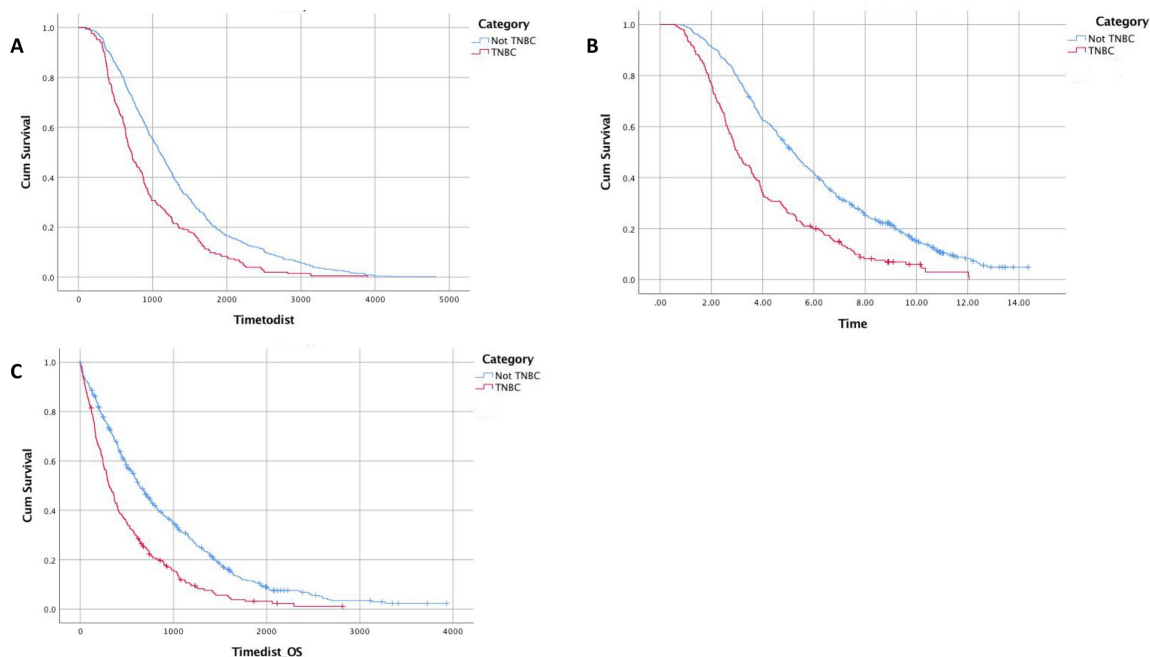 A
Category
Not TNBC
TNBC
1.0
0.8
0.6
0.4
0.2
0.0
Cum Survival
0
1000
2000
3000
4000
5000
Timetodist
B
Category
Not TNBC
TNBC
1.0
0.8
0.6
0.4
0.2
0.0
Cum Survival
.00
2.00
4.00
6.00
8.00
10.00
12.00
14.00
Time
C
Category
Not TNBC
TNBC
1.0
0.8
0.6
0.4
0.2
0.0
Cum Survival
0
1000
2000
3000
4000
Timedist_OS